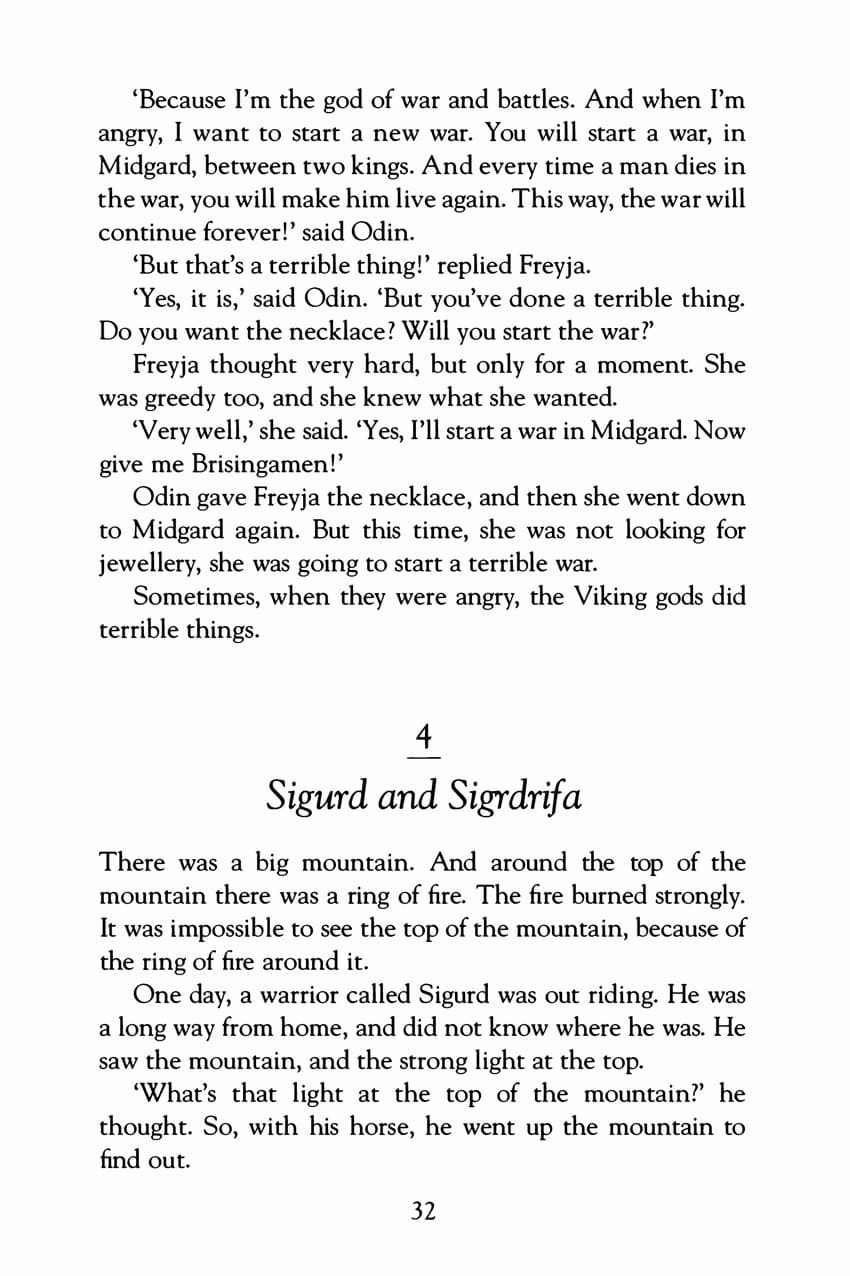 ‘Because I’m the god of war and battles. And when I’m
angry, I want to start a new war. You will start a war, in
Midgard, between two kings. And every time a man dies in
the war, you will make him live again. This way, the war will
continue forever!’ said Odin.
‘But that’s a terrible thing!’ replied Freyja.
‘Yes, it is,’ said Odin. ‘But you’ve done a terrible thing.
Do you want the necklace? Will you start the war?’
Freyja thought very hard, but only for a moment. She
was greedy too, and she knew what she wanted.
‘Very well,’ she said. ‘Yes, I’ll start a war in Midgard. Now
give me Brisingamen!’
Odin gave Freyja the necklace, and then she went down
to Midgard again. But this time, she was not looking for
jewellery, she was going to start a terrible war.
Sometimes, when they were angry, the Viking gods did
terrible things.
4
Sigurd and Sigrdrifa
There was a big mountain. And around the top of the
mountain there was a ring of fire. The fire burned strongly.
It was impossible to see the top of the mountain, because of
the ring of fire around it.
One day, a warrior called Sigurd was out riding. He was
a long way from home, and did not know where he was. He
saw the mountain, and the strong light at the top.
‘What’s that light at the top of the mountain?’ he
thought. So, with his horse, he went up the mountain to
find out.
32